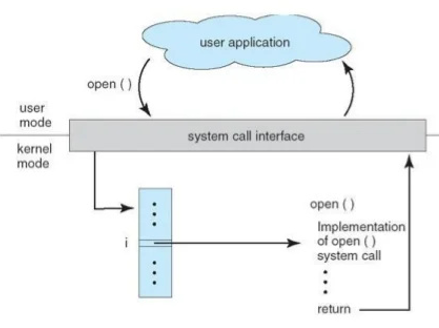 user application
open ( )
user
mode
system call interface
kernel
mode
i
open ( )
Implementation
of open ( )
system call
return